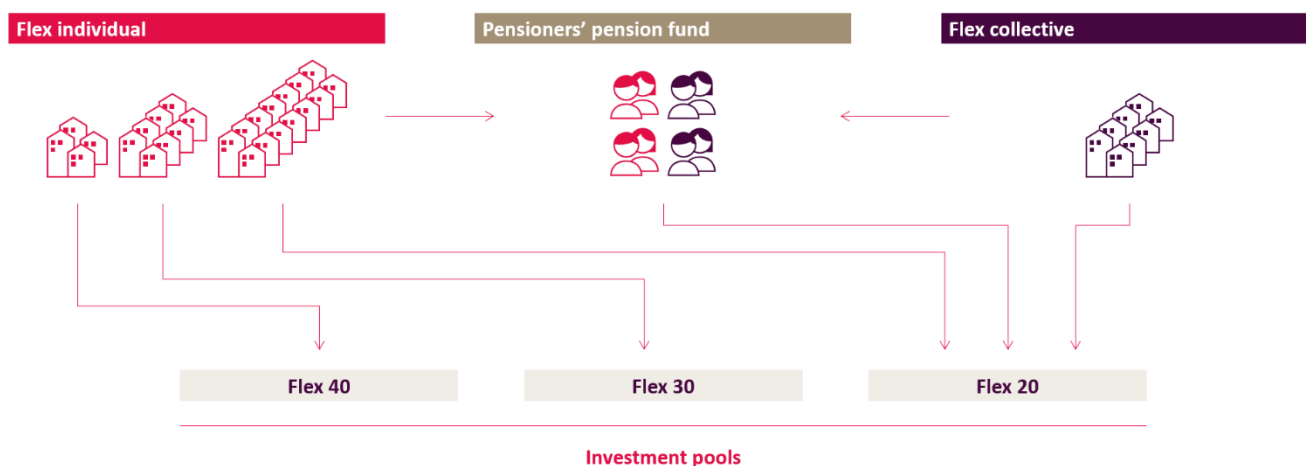 Flex individual
Pensioners' pension fund
Flex collective
Flex 40
Flex 30
Flex 20
Investment pools